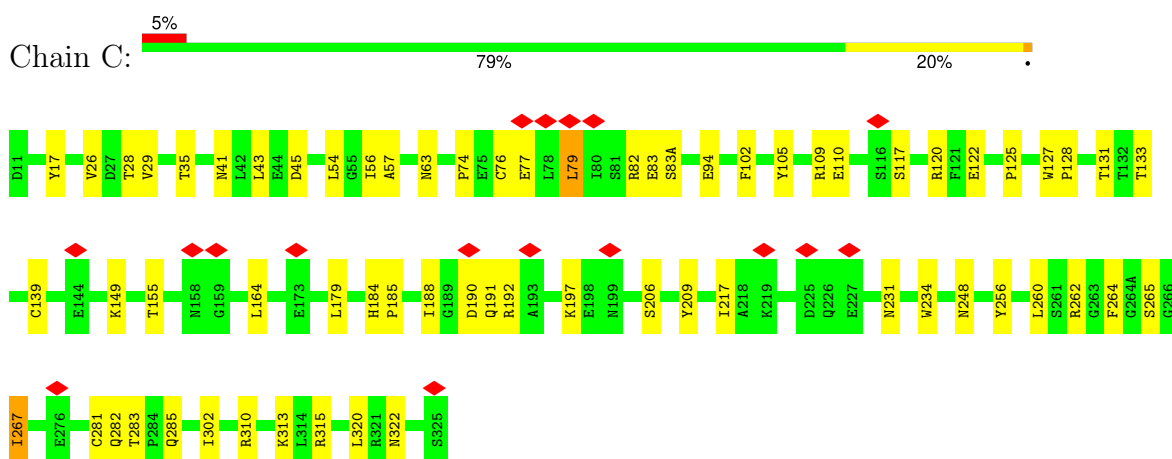 5%
Chain C:
79% 20% •
D11 Y17 V26 D27 T28 V29 T35 N41 L42 L43 E44 D45 L54 G55 I56 A57 N63 P74 E75 C76 E77 L78 L79 I80 S81 R82 E83 S83A E94 F102 Y105 R109 E110 S116 S117 R120 F121 E122 P125 W127 P128 T131 T132 T133
C139 E144 K149 T155 N158 G159 L164 E173 L179 H184 P185 I188 G189 D190 Q191 R192 A193 K197 E198 N199 S206 Y209 I217 A218 K219 D225 Q226 E227 N231 W234 N248 Y256 L260 S261 R262 G263 F264 G264A S265 G266
I267 E276 C281 Q282 T283 P284 Q285 I302 R310 K313 L314 R315 L320 R321 N322 S325